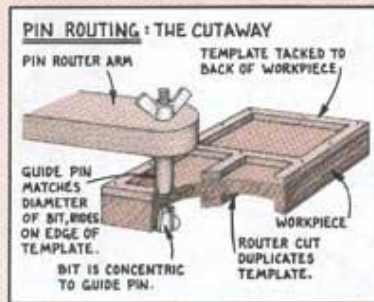 PIN ROUTING: THE CUTAWAY
PIN ROUTER ARM
TEMPLATE TACKED TO
BACK OF WORKPIECE
GUIDE PIN
MATCHES
DIAMETER
OF BIT, RIDES
ON EDGE OF
TEMPLATE.
BIT IS CONCENTRIC
TO GUIDE PIN.
ROUTER CUT
DUPLICATES
TEMPLATE.
WORKPIECE